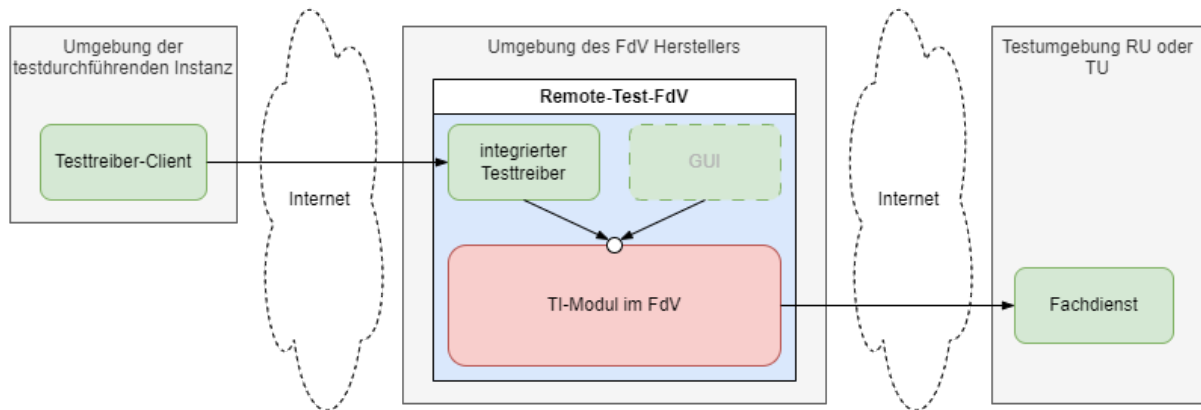 Umgebung der
testdurchführenden Instanz
Testtreiber-Client
Internet
Umgebung des FdV Herstellers
Remote-Test-FdV
integrierter
Testtreiber
GUI
TI-Modul im FdV
Internet
Testumgebung RU oder
TU
Fachdienst